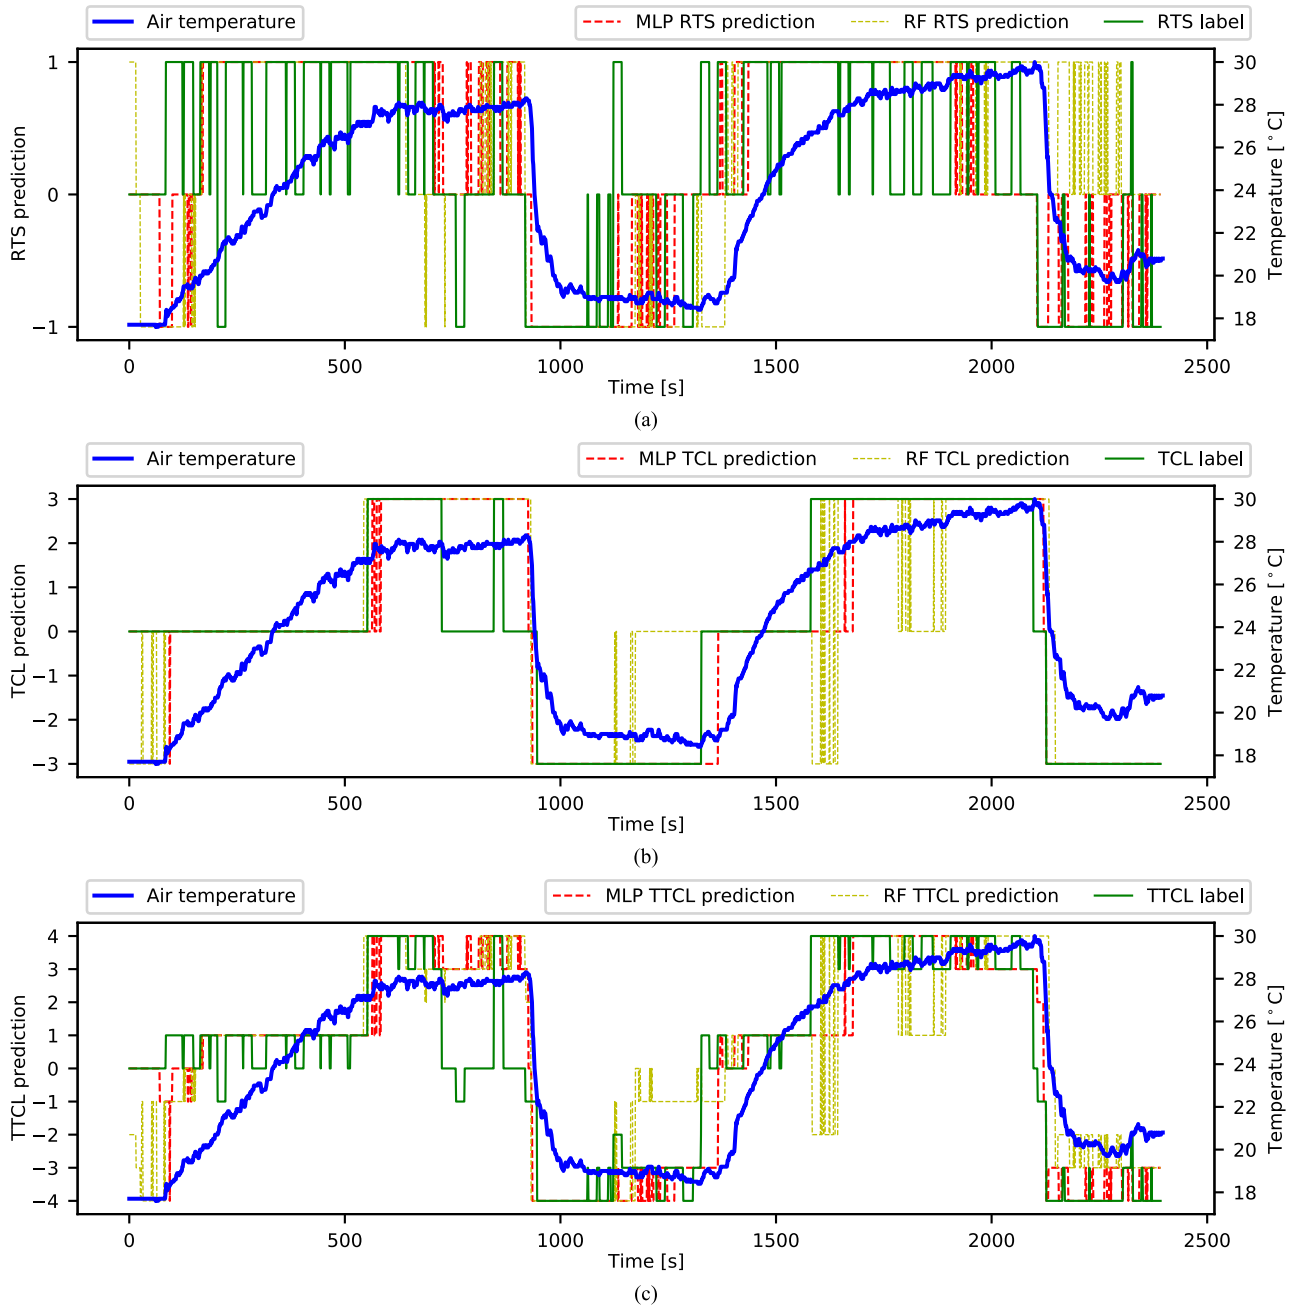 Air temperature MLP RTS prediction RF RTS prediction RTS label
1 0 −1
RTS prediction
30 28 26 24 22 20 18
Temperature [°C]
0 500 1000 1500 2000 2500
Time [s]
(a)
Air temperature MLP TCL prediction RF TCL prediction TCL label
3 2 1 0 −1 −2 −3
TCL prediction
30 28 26 24 22 20 18
Temperature [°C]
0 500 1000 1500 2000 2500
Time [s]
(b)
Air temperature MLP TTCL prediction RF TTCL prediction TTCL label
4 3 2 1 0 −1 −2 −3 −4
TTCL prediction
30 28 26 24 22 20 18
Temperature [°C]
0 500 1000 1500 2000 2500
Time [s]
(c)